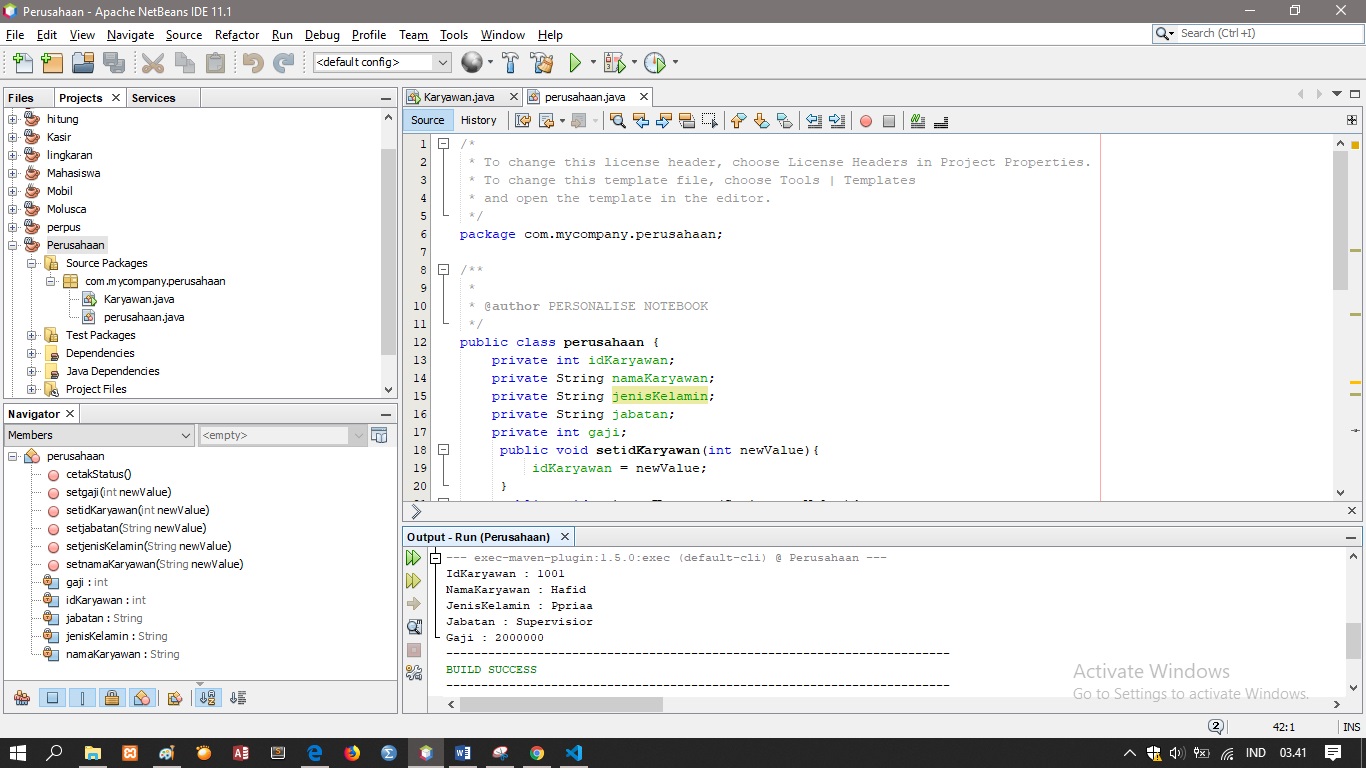 Perusahaan - Apache NetBeans IDE 11.1
File Edit View Navigate Source Refactor Run Debug Profile Team Tools Window Help
Search (Ctrl+I)
<default config>
Files Projects Services
hitung
Kasir
lingkaran
Mahasiswa
Mobil
Molusca
perpus
Perusahaan
Source Packages
com.mycompany.perusahaan
Karyawan.java
perusahaan.java
Test Packages
Dependencies
Java Dependencies
Project Files
Navigator
Members <empty>
perusahaan
cetakStatus()
setgaji(int newValue)
setidKaryawan(int newValue)
setjabatan(String newValue)
setjenisKelamin(String newValue)
setnamaKaryawan(String newValue)
gaji : int
idKaryawan : int
jabatan : String
jenisKelamin : String
namaKaryawan : String
Karyawan.java perusahaan.java
Source History
1 /*
2 * To change this license header, choose License Headers in Project Properties.
3 * To change this template file, choose Tools | Templates
4 * and open the template in the editor.
5 */
6 package com.mycompany.perusahaan;
7
8 /**
9 *
10 * @author PERSONALISE NOTEBOOK
11 */
12 public class perusahaan {
13 private int idKaryawan;
14 private String namaKaryawan;
15 private String jenisKelamin;
16 private String jabatan;
17 private int gaji;
18 public void setidKaryawan(int newValue){
19 idKaryawan = newValue;
20 }
Output - Run (Perusahaan)
--- exec-maven-plugin:1.5.0:exec (default-cli) @ Perusahaan ---
IdKaryawan : 1001
NamaKaryawan : Hafid
JenisKelamin : Ppriaa
Jabatan : Supervisior
Gaji : 2000000
------------------------------------------------------------------------
BUILD SUCCESS
------------------------------------------------------------------------
Activate Windows
Go to Settings to activate Windows.
2 42:1 INS
IND 03.41